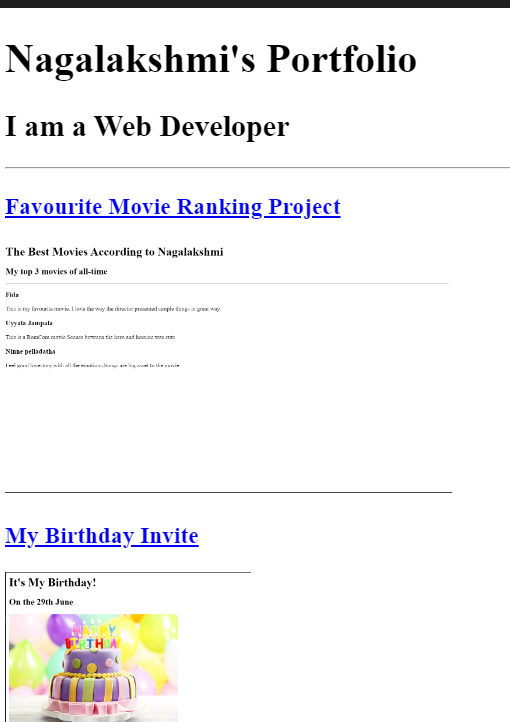 Nagalakshmi's Portfolio
I am a Web Developer
Favourite Movie Ranking Project
The Best Movies According to Nagalakshmi
My top 3 movies of all-time
Fida
This is my favourite movie. I love the way the director presented simple things in great way.
Uyyala Jampala
This is a RomCom movie.Scenes between the hero and heroine was cute.
Ninne pelladatha
Feel good lovestory with all the emotions.Songs are big asset to the movie
My Birthday Invite
It's My Birthday!
On the 29th June
HAPPY
BIRTHDAY